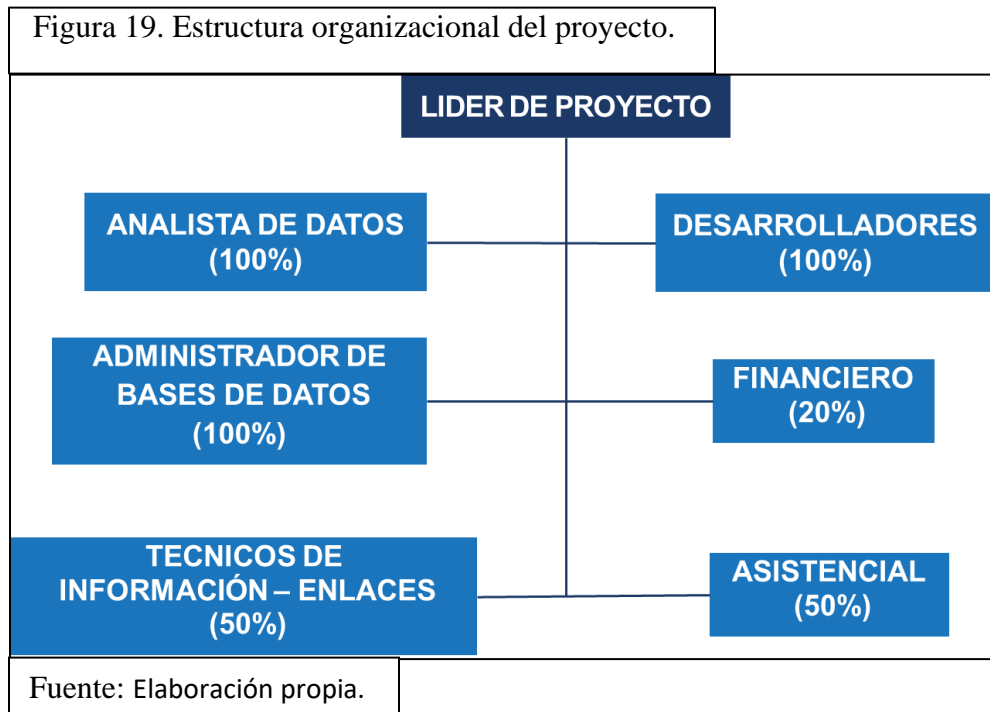 Figura 19. Estructura organizacional del proyecto.
LIDER DE PROYECTO
ANALISTA DE DATOS
(100%)
DESARROLLADORES
(100%)
ADMINISTRADOR DE
BASES DE DATOS
(100%)
FINANCIERO
(20%)
TECNICOS DE
INFORMACIÓN – ENLACES
(50%)
ASISTENCIAL
(50%)
Fuente: Elaboración propia.